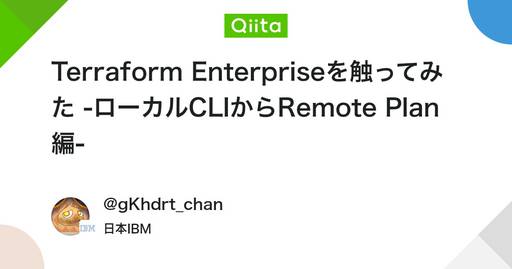 Qiita
Terraform Enterpriseを触ってみ
た -ローカルCLIからRemote Plan
編-
@gKhdrt_chan
IBM
日本IBM